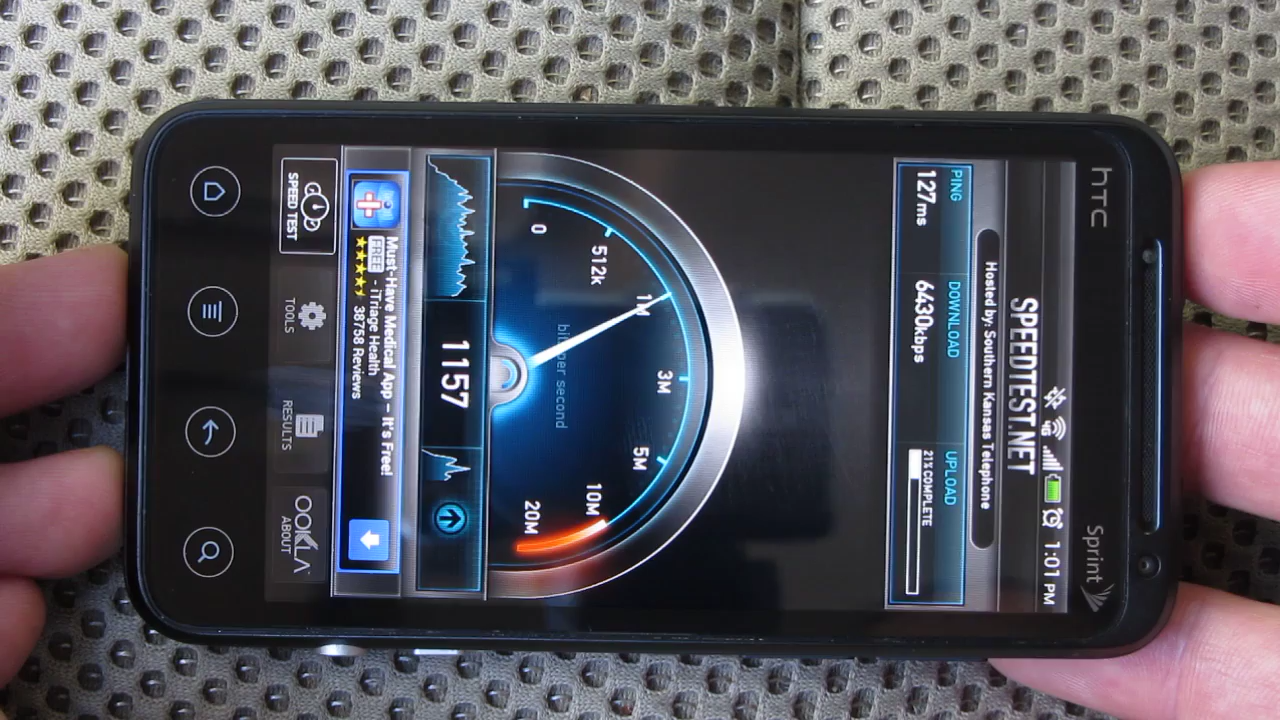 hTC
Sprint
4G
1:01 PM
SPEEDTEST.NET
Hosted by: Southern Kansas Telephone
PING
DOWNLOAD
UPLOAD
127ms
6430kbps
21% COMPLETE
0
512k
1M
3M
5M
10M
20M
per second
1157
Must-Have Medical App – It's Free!
FREE - iTriage Health
38758 Reviews
SPEED TEST
TOOLS
RESULTS
OOKLA
ABOUT